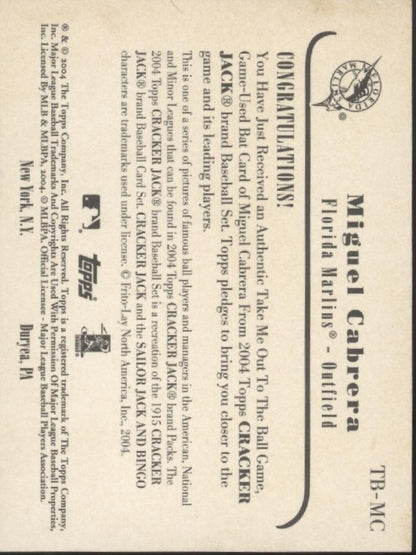 TB-MC
Miguel Cabrera
Florida Marlins® – Outfield
FLORIDA MARLINS
®
CONGRATULATIONS!
You Have Just Received an Authentic Take Me Out To The Ball Game,
Game-Used Bat Card of Miguel Cabrera From 2004 Topps CRACKER
JACK® brand Baseball Set. Topps pledges to bring you closer to the
game and its leading players.
This is one of a series of pictures of famous ball players and managers in the American, National
and Minor Leagues that can be found in 2004 Topps CRACKER JACK® brand Packs. The
2004 Topps CRACKER JACK® brand Baseball Set is a recreation of the 1915 CRACKER
JACK® brand Baseball Card Set. CRACKER JACK and the SAILOR JACK AND BINGO
characters are trademarks used under license. © Frito-Lay North America, Inc., 2004.
topps
® & © 2004 The Topps Company, Inc. All Rights Reserved. Topps is a registered trademark of The Topps Company,
Inc. Major League Baseball Trademarks And Copyrights Are Used With Permission Of Major League Baseball Properties,
Inc. Licensed By MLB & MLBPA, 2004. © MLBPA, Official Licensee - Major League Baseball Players Association.
New York, N.Y. Duryea, PA